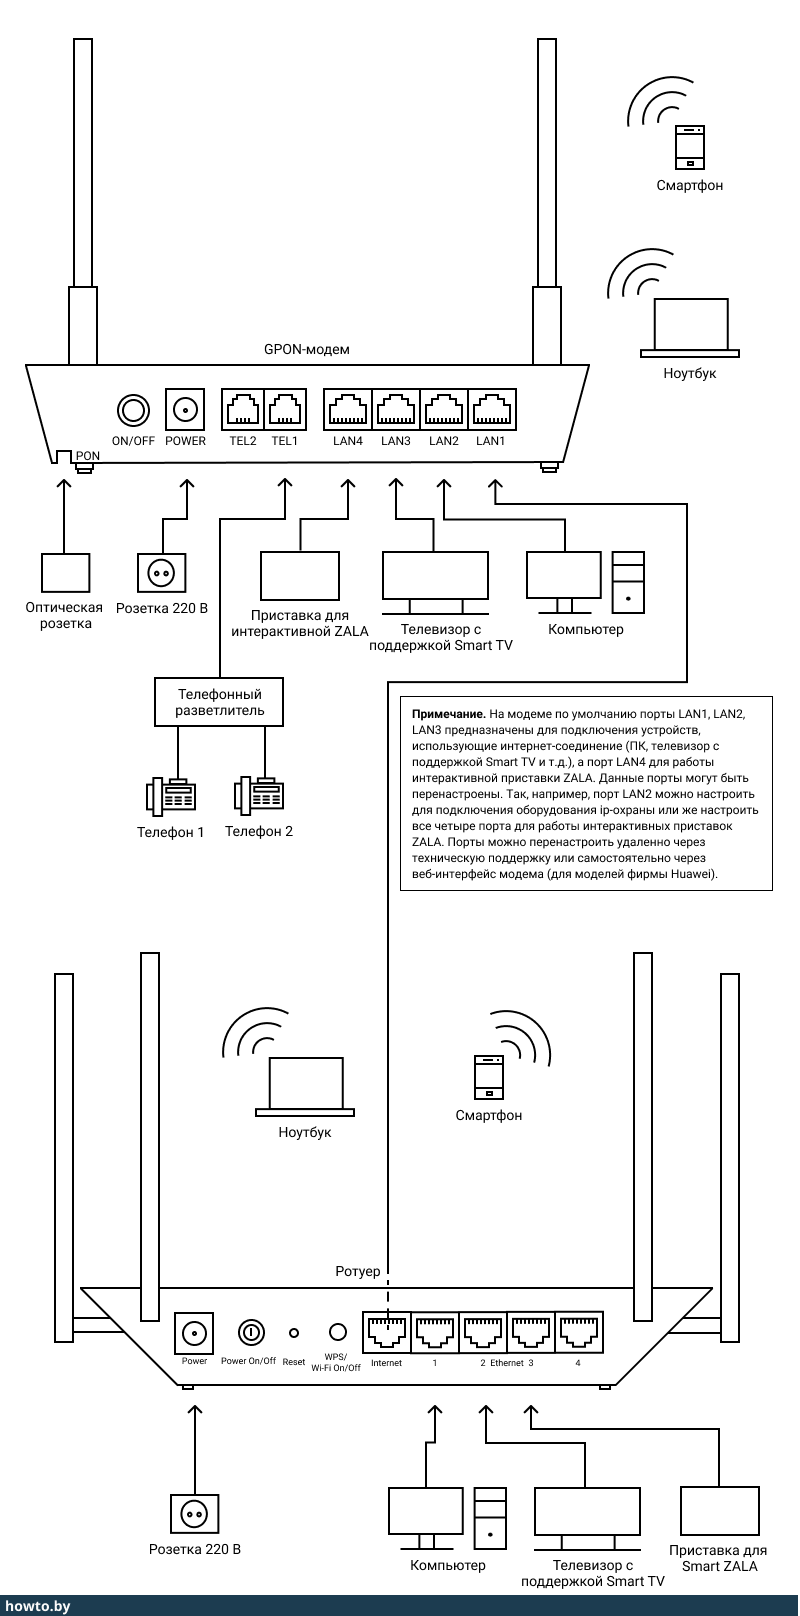 Смартфон
Ноутбук
GPON-модем
ON/OFF
POWER
TEL2
TEL1
LAN4
LAN3
LAN2
LAN1
PON
Оптическая
розетка
Розетка 220 В
Приставка для
интерактивной ZALA
Телевизор с
поддержкой Smart TV
Компьютер
Телефонный
разветлитель
Телефон 1
Телефон 2
Примечание. На модеме по умолчанию порты LAN1, LAN2,
LAN3 предназначены для подключения устройств,
использующие интернет-соединение (ПК, телевизор с
поддержкой Smart TV и т.д.), а порт LAN4 для работы
интерактивной приставки ZALA. Данные порты могут быть
перенастроены. Так, например, порт LAN2 можно настроить
для подключения оборудования ip-охраны или же настроить
все четыре порта для работы интерактивных приставок
ZALA. Порты можно перенастроить удаленно через
техническую поддержку или самостоятельно через
веб-интерфейс модема (для моделей фирмы Huawei).
Ноутбук
Смартфон
Ротуер
Power
Power On/Off
Reset
WPS/
Wi-Fi On/Off
Internet
1
2
Ethernet
3
4
Розетка 220 В
Компьютер
Телевизор с
поддержкой Smart TV
Приставка для
Smart ZALA
howto.by